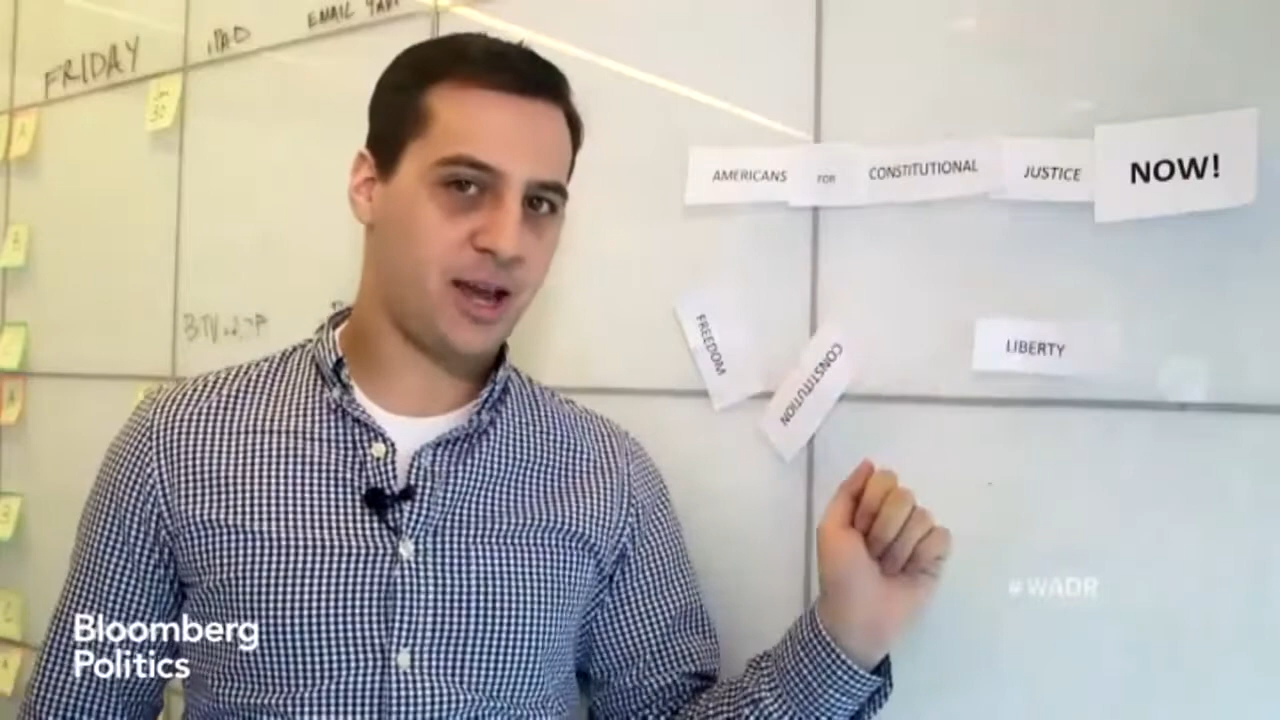 FRIDAY
iPAD
EMAIL
AMERICANS FOR CONSTITUTIONAL JUSTICE NOW!
FREEDOM
CONSTITUTION
LIBERTY
#WADR
Bloomberg
Politics